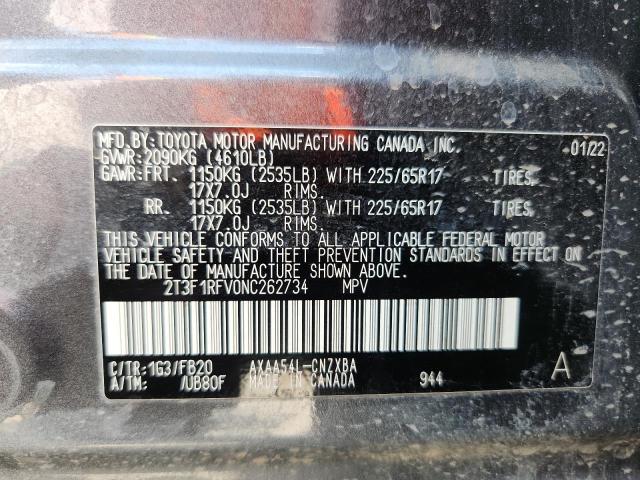 MFD.BY:TOYOTA MOTOR MANUFACTURING CANADA INC. 01/22
GVWR:2090KG (4610LB)
GAWR:FRT. 1150KG (2535LB) WITH 225/65R17 TIRES,
17X7.0J RIMS.
RR. 1150KG (2535LB) WITH 225/65R17 TIRES,
17X7.0J RIMS.
THIS VEHICLE CONFORMS TO ALL APPLICABLE FEDERAL MOTOR
VEHICLE SAFETY AND THEFT PREVENTION STANDARDS IN EFFECT ON
THE DATE OF MANUFACTURE SHOWN ABOVE.
2T3F1RFV0NC262734 MPV
C/TR:1G3/FB20 AXAA54L-CNZXBA A
A/TM: /UB80F MADE IN CANADA 944